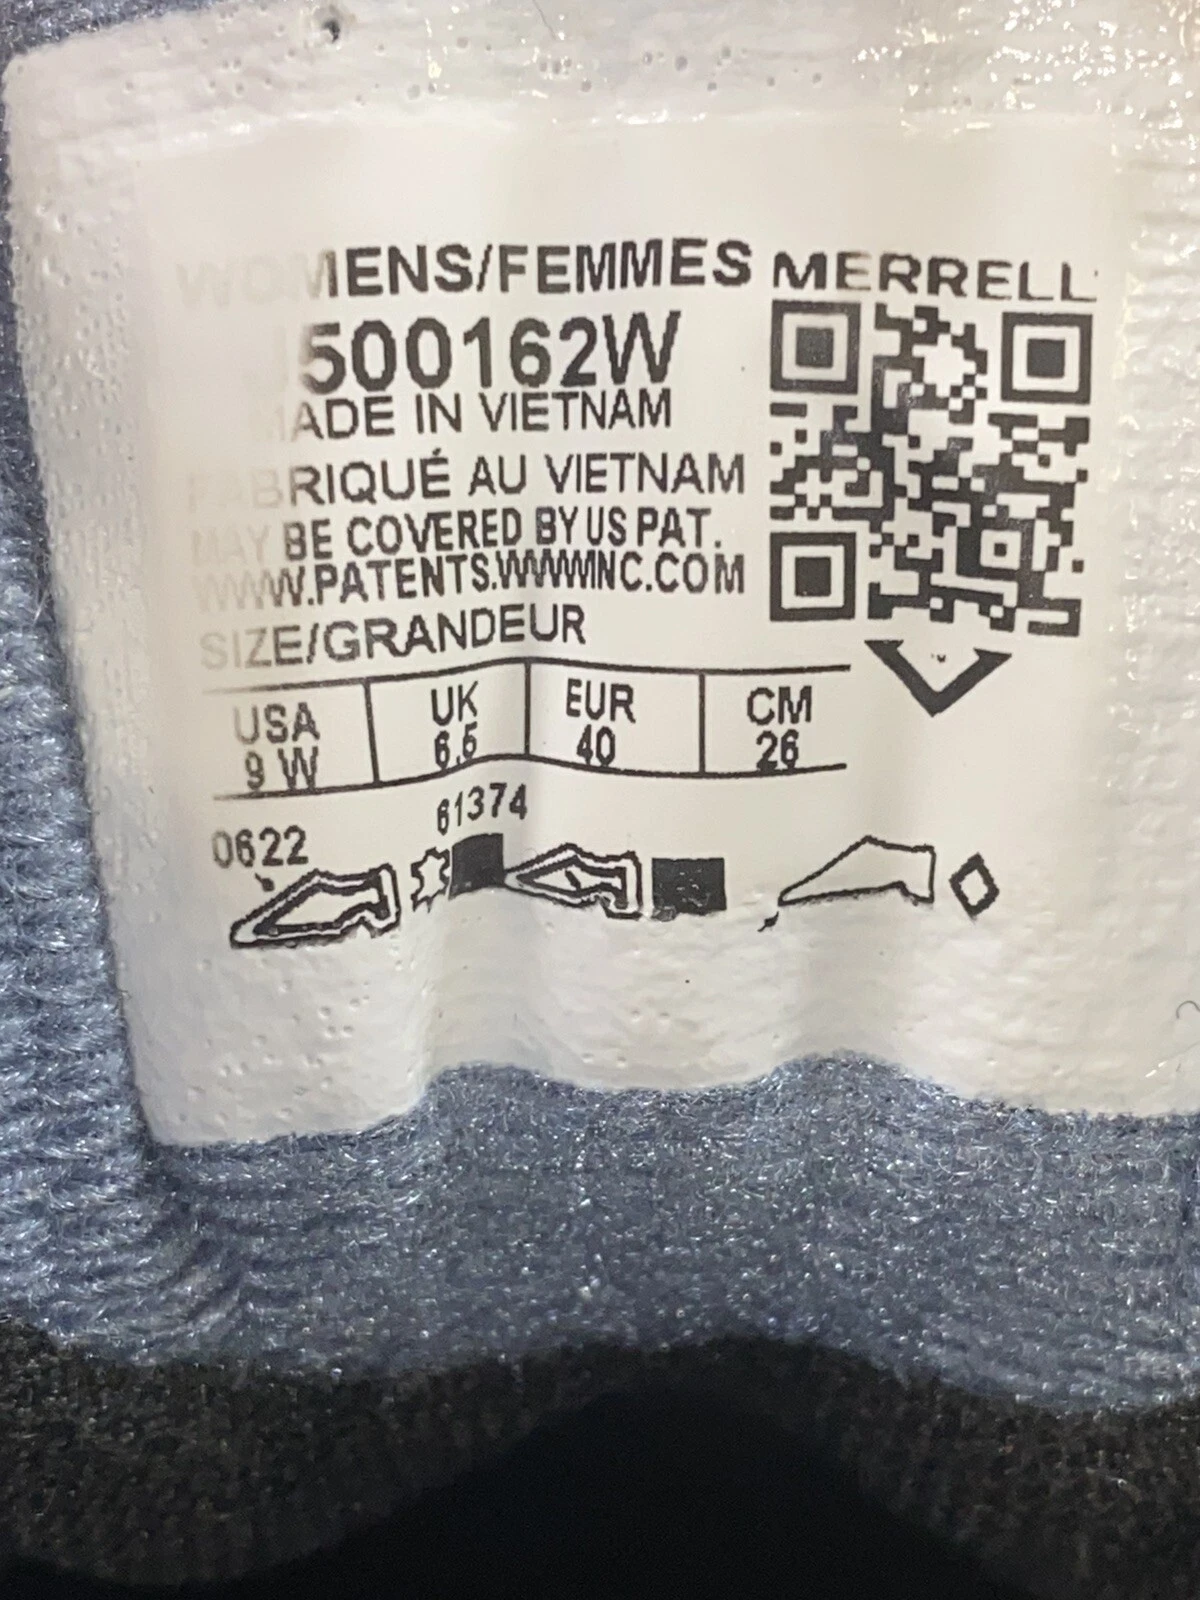 WOMENS/FEMMES
MERRELL
500162W
MADE IN VIETNAM
FABRIQUÉ AU VIETNAM
MAY BE COVERED BY US PAT.
WWW.PATENTS.WWWINC.COM
SIZE/GRANDEUR
USA UK EUR CM
9 W 6.5 40 26
61374
0622